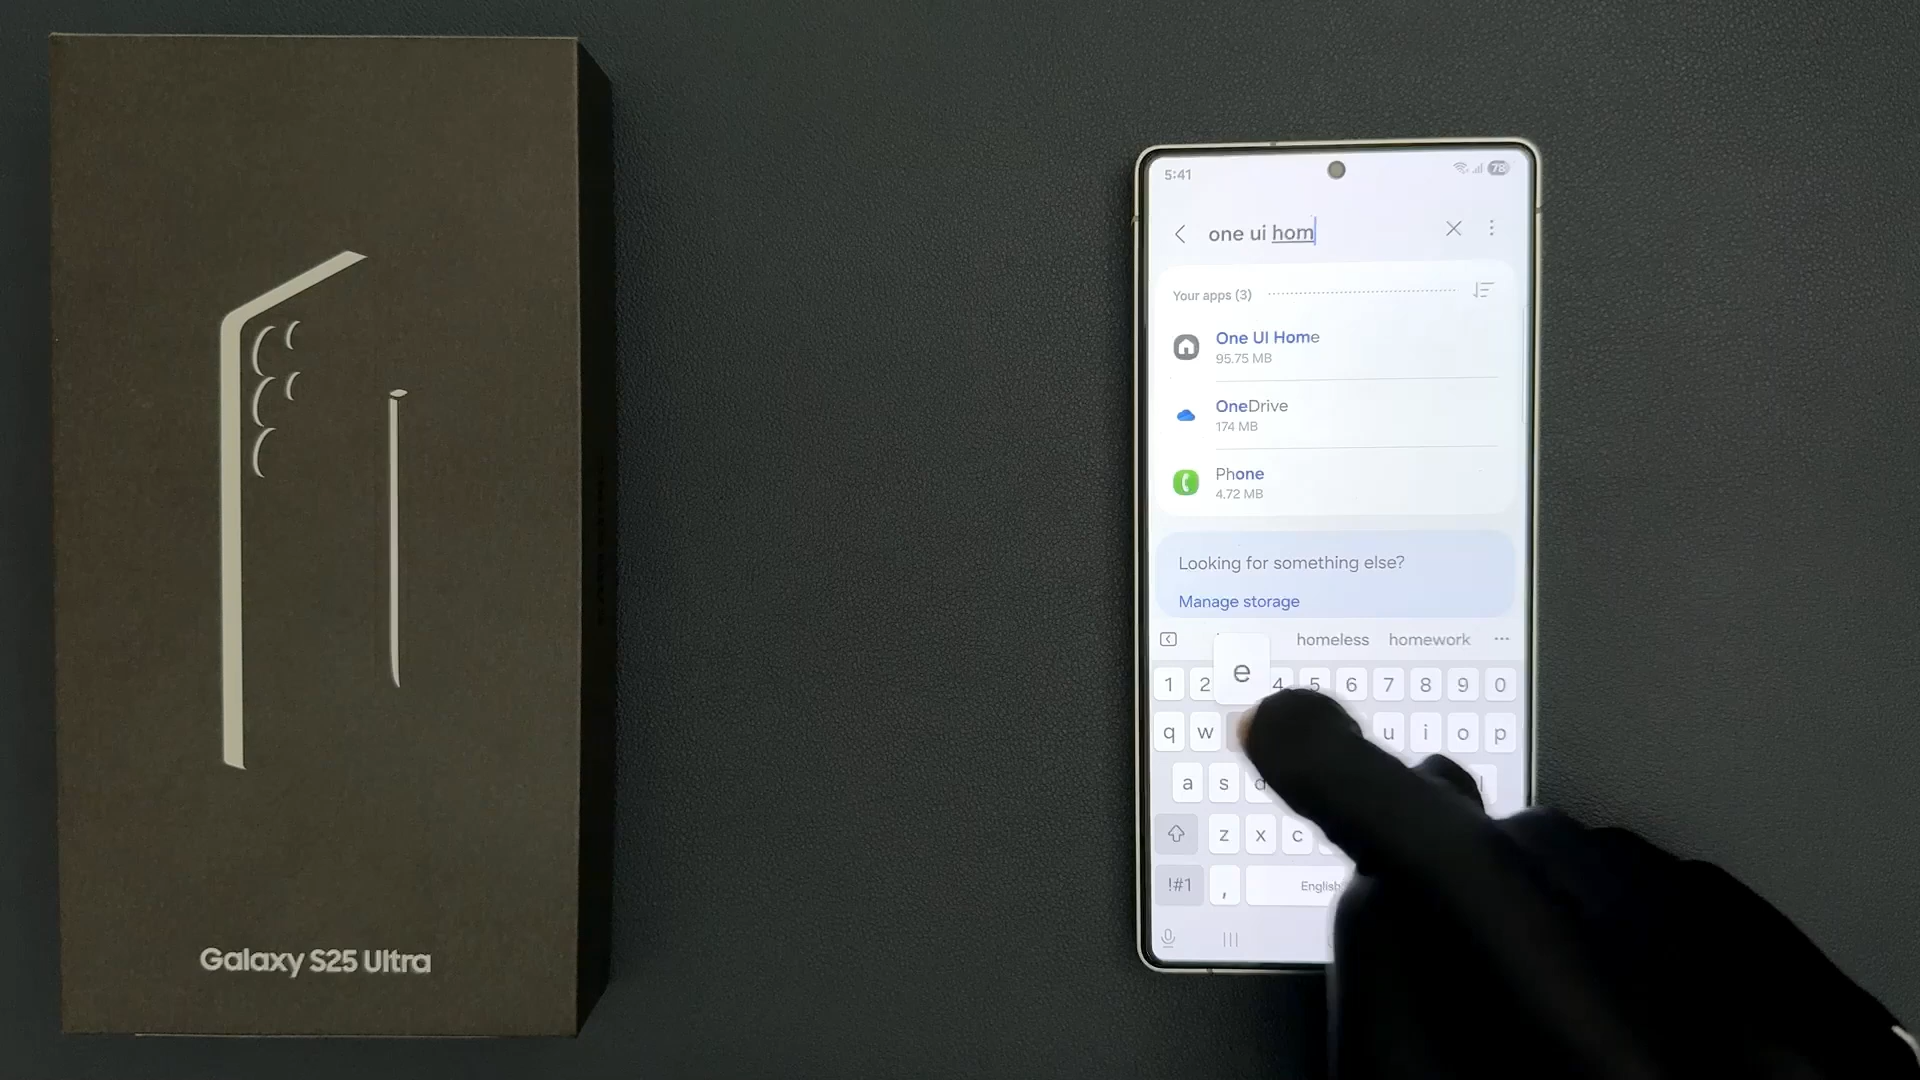 Galaxy S25 Ultra
5:41
78
one ui hom
Your apps (3)
One UI Home
95.75 MB
OneDrive
174 MB
Phone
4.72 MB
Looking for something else?
Manage storage
homeless homework
e
1 2 4 5 6 7 8 9 0
q w u i o p
a s d l
z x c
!#1 , English